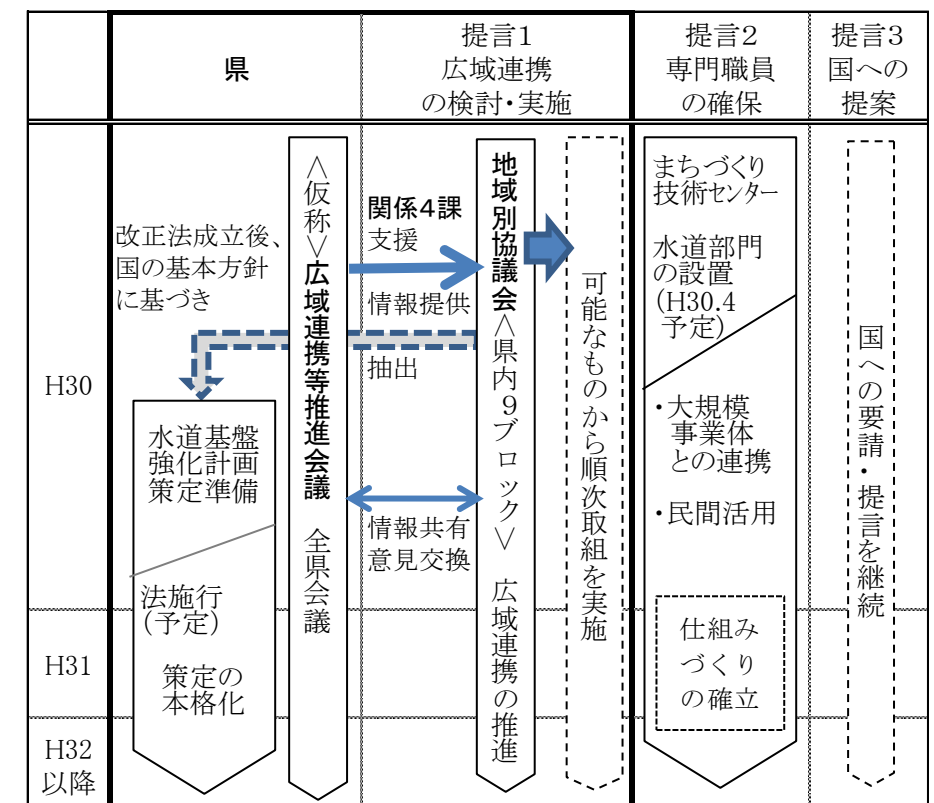 県
提言1
広域連携
の検討・実施
提言2
専門職員
の確保
提言3
国への
提案
H30
H31
H32
以降
改正法成立後、
国の基本方針
に基づき
水道基盤
強化計画
策定準備
法施行
(予定)
策定の
本格化
＜仮称＞広域連携等推進会議 全県会議
関係4課
支援
情報提供
抽出
情報共有
意見交換
地域別協議会＜県内9ブロック＞ 広域連携の推進
可能なものから順次取組を実施
まちづくり
技術センター
水道部門
の設置
(H30.4
予定)
・大規模
事業体
との連携
・民間活用
仕組み
づくり
の確立
国への要請・提言を継続